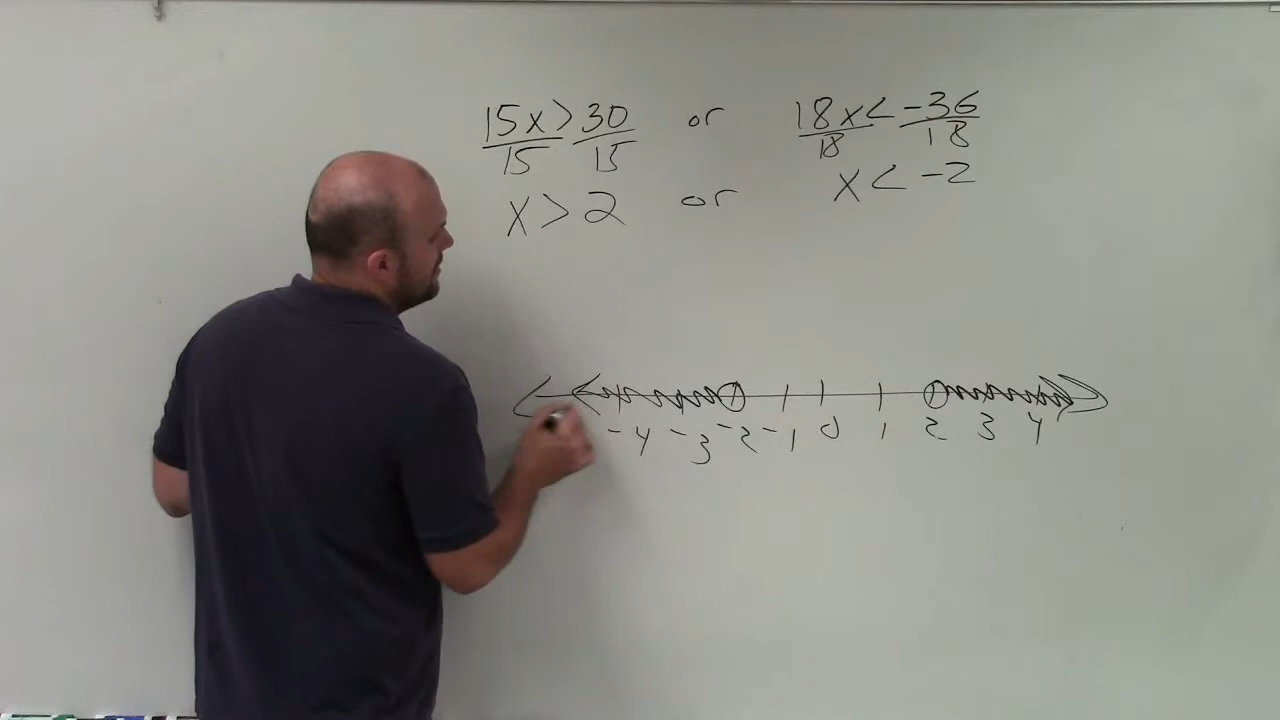 15x>30 or 18x<-36
15 15 18 18
x>2 or x<-2
-4 -3 -2 -1 0 1 2 3 4